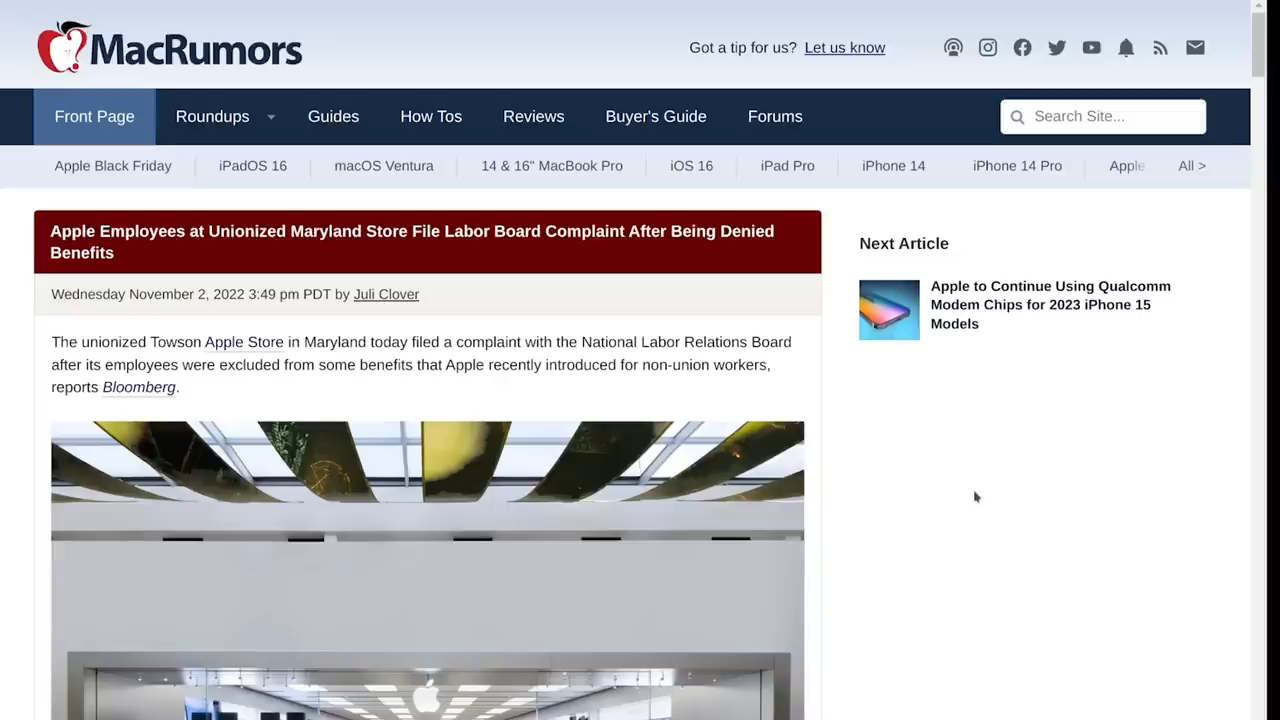 MacRumors
Got a tip for us? Let us know
Front Page Roundups Guides How Tos Reviews Buyer's Guide Forums Search Site...
Apple Black Friday iPadOS 16 macOS Ventura 14 & 16" MacBook Pro iOS 16 iPad Pro iPhone 14 iPhone 14 Pro Apple All >
Apple Employees at Unionized Maryland Store File Labor Board Complaint After Being Denied
Benefits
Wednesday November 2, 2022 3:49 pm PDT by Juli Clover
The unionized Towson Apple Store in Maryland today filed a complaint with the National Labor Relations Board
after its employees were excluded from some benefits that Apple recently introduced for non-union workers,
reports Bloomberg.
Next Article
Apple to Continue Using Qualcomm
Modem Chips for 2023 iPhone 15
Models